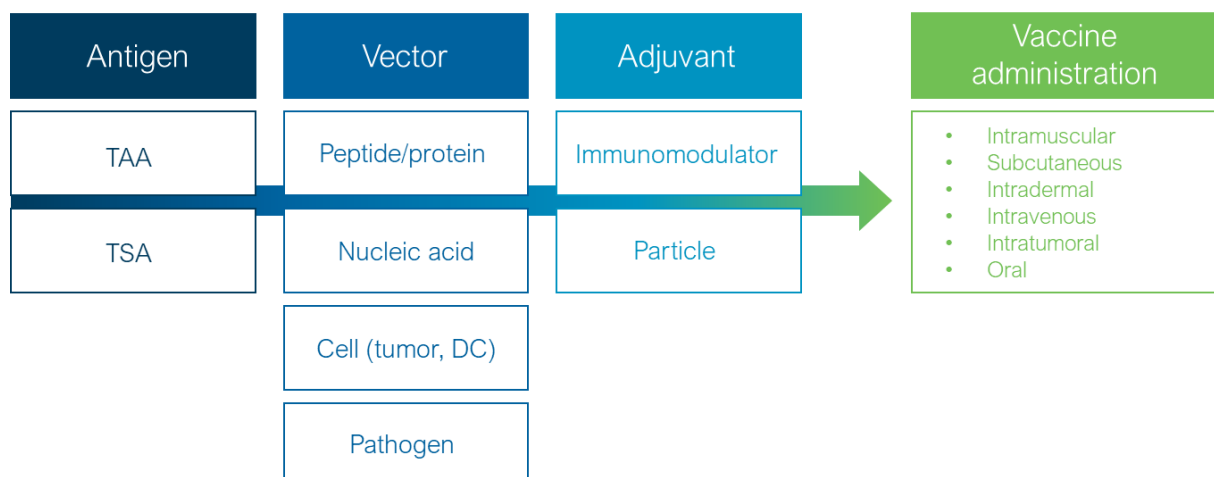 Antigen
TAA
TSA
Vector
Peptide/protein
Nucleic acid
Cell (tumor, DC)
Pathogen
Adjuvant
Immunomodulator
Particle
Vaccine
administration
• Intramuscular
• Subcutaneous
• Intradermal
• Intravenous
• Intratumoral
• Oral